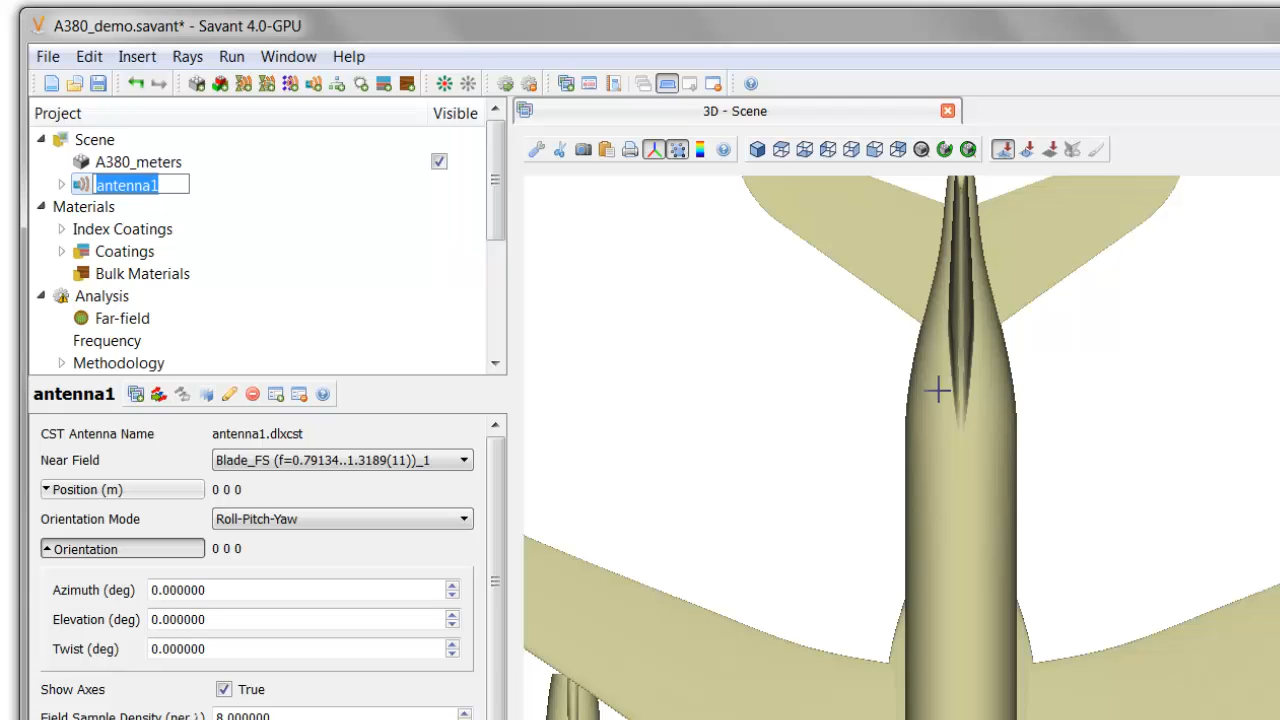 A380_demo.savant* - Savant 4.0-GPU
File Edit Insert Rays Run Window Help
Project Visible
3D - Scene
Scene
A380_meters
antenna1
Materials
Index Coatings
Coatings
Bulk Materials
Analysis
Far-field
Frequency
Methodology
antenna1
CST Antenna Name antenna1.dlxcst
Near Field Blade_FS (f=0.79134..1.3189(11))_1
Position (m) 0 0 0
Orientation Mode Roll-Pitch-Yaw
Orientation 0 0 0
Azimuth (deg) 0.000000
Elevation (deg) 0.000000
Twist (deg) 0.000000
Show Axes True
Field Sample Density (per λ) 8.000000